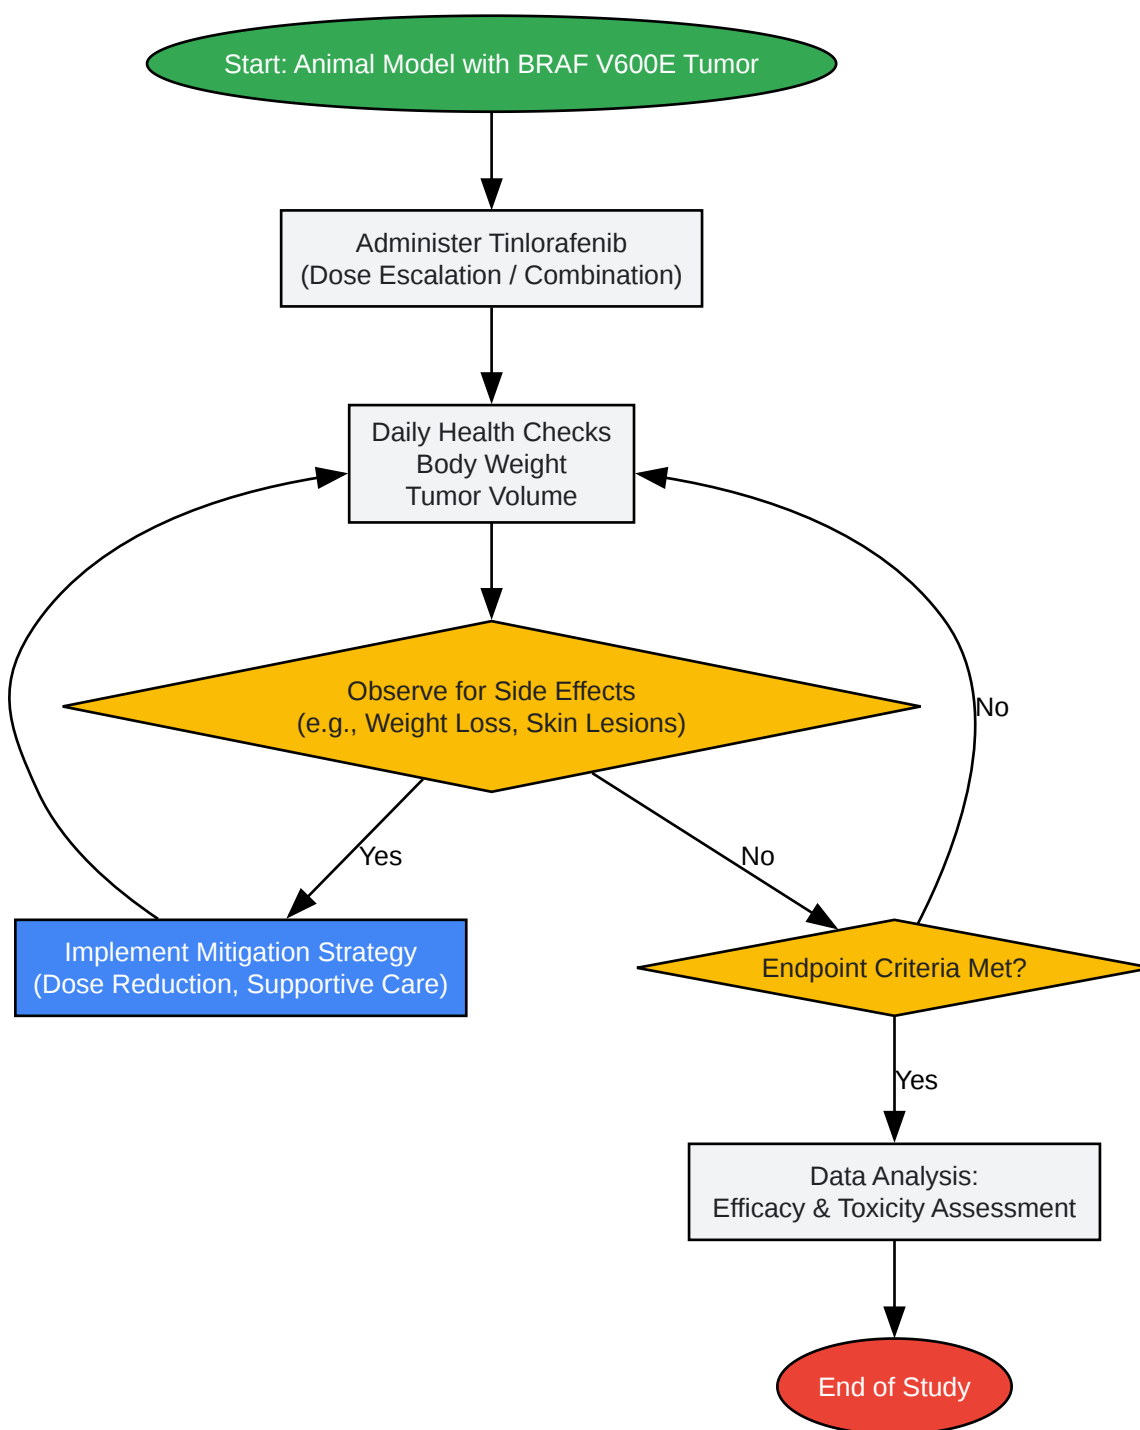 Start: Animal Model with BRAF V600E Tumor
Administer Tinlorafenib
(Dose Escalation / Combination)
Daily Health Checks
Body Weight
Tumor Volume
Observe for Side Effects
(e.g., Weight Loss, Skin Lesions)
No
Yes
No
Implement Mitigation Strategy
(Dose Reduction, Supportive Care)
Endpoint Criteria Met?
Yes
Data Analysis:
Efficacy & Toxicity Assessment
End of Study